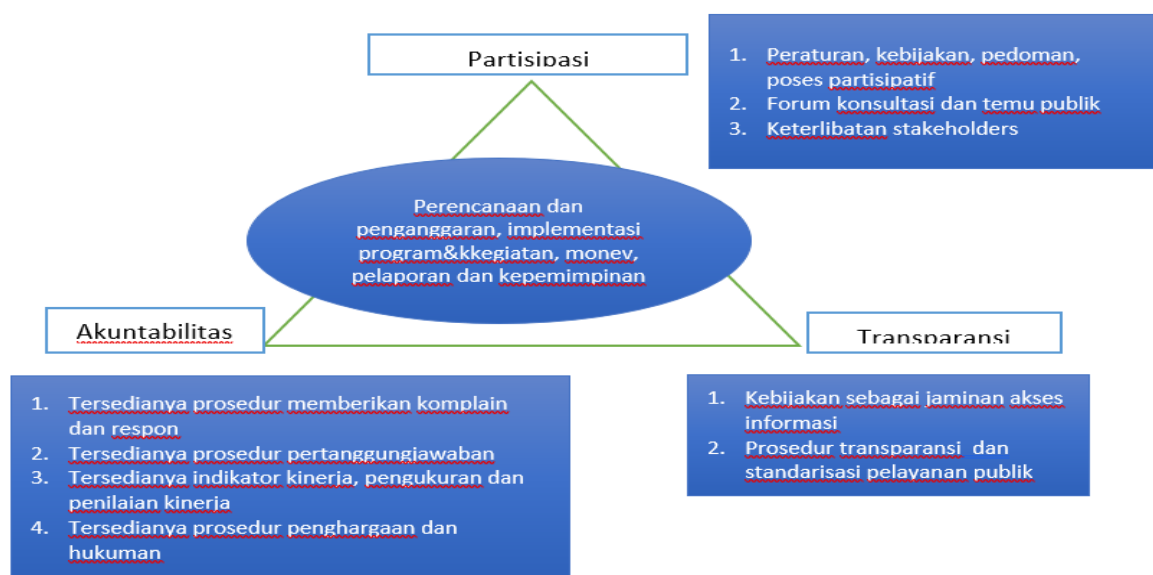 Partisipasi
1. Peraturan, kebijakan, pedoman,
poses partisipatif
2. Forum konsultasi dan temu publik
3. Keterlibatan stakeholders
Perencanaan dan
penganggaran, implementasi
program&kkegiatan, monev,
pelaporan dan kepemimpinan
Akuntabilitas
Transparansi
1. Tersedianya prosedur memberikan komplain
dan respon
2. Tersedianya prosedur pertanggungjawaban
3. Tersedianya indikator kinerja, pengukuran dan
penilaian kinerja
4. Tersedianya prosedur penghargaan dan
hukuman
1. Kebijakan sebagai jaminan akses
informasi
2. Prosedur transparansi dan
standarisasi pelayanan publik